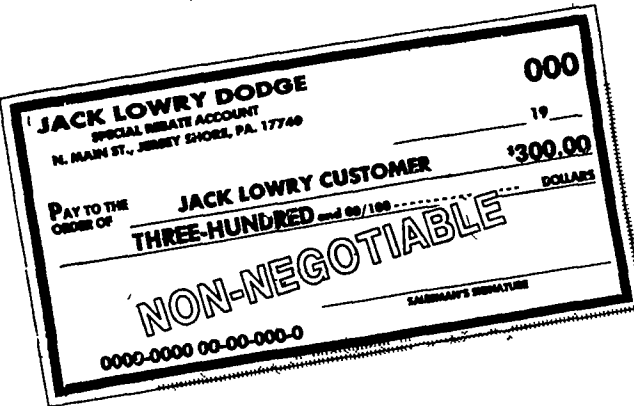 JACK LOWRY DODGE
SPECIAL REBATE ACCOUNT
N. MAIN ST., JERSEY SHORE, PA. 17740
000
19
PAY TO THE
ORDER OF
JACK LOWRY CUSTOMER
$300.00
THREE-HUNDRED and 00/100
DOLLARS
NON-NEGOTIABLE
SALESMAN'S SIGNATURE
0000-0000 00-00-000-0